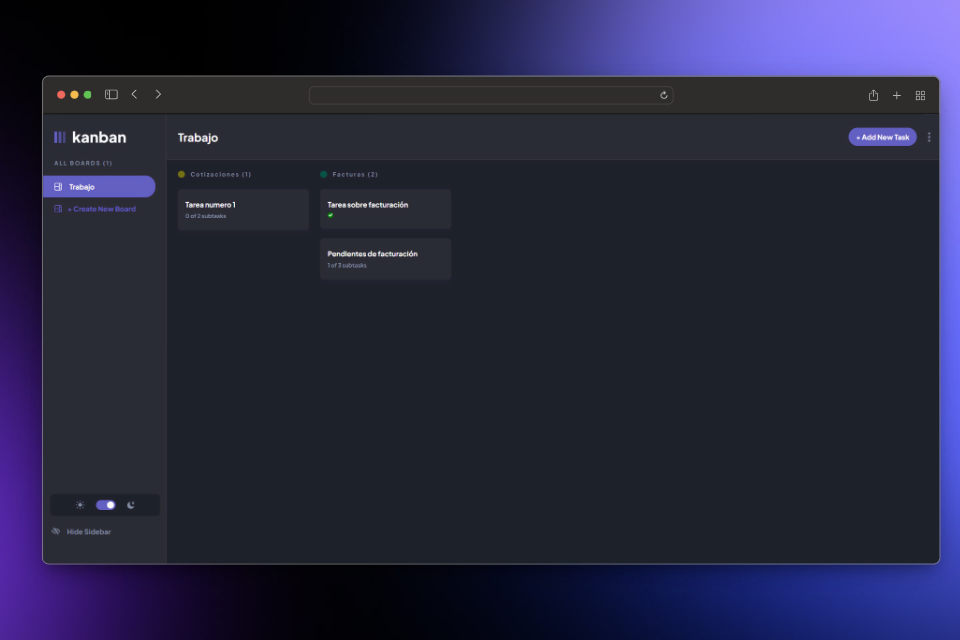 kanban
ALL BOARDS (1)
Trabajo
+ Create New Board
Hide Sidebar
Trabajo
+ Add New Task
Cotizaciones (1)
Tarea numero 1
0 of 2 subtasks
Facturas (2)
Tarea sobre facturación
Pendientes de facturación
1 of 3 subtasks